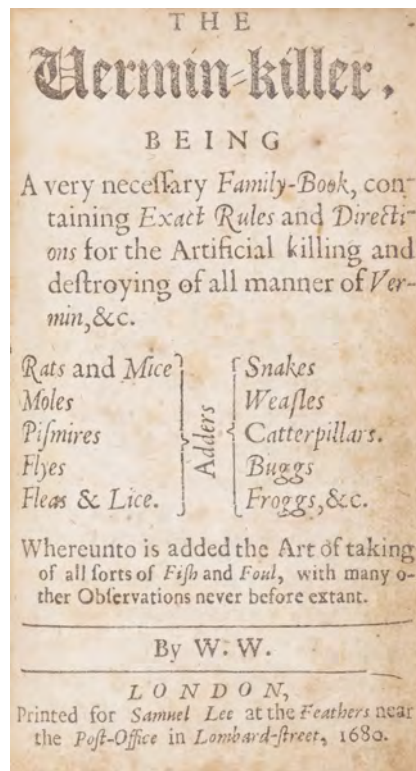 THE
Vermin-killer,
BEING
A very neceſſary Family-Book, con-
taining Exact Rules and Directi-
ons for the Artificial killing and
deſtroying of all manner of Ver-
min, &c.
Rats and Mice
Moles
Piſmires
Flyes
Fleas & Lice.
Adders
Snakes
Weaſles
Catterpillars.
Buggs
Froggs, &c.
Whereunto is added the Art of taking
of all ſorts of Fiſh and Foul, with many o-
ther Obſervations never before extant.
By W. W.
LONDON,
Printed for Samuel Lee at the Feathers near
the Poſt-Office in Lombard-ſtreet, 1680.